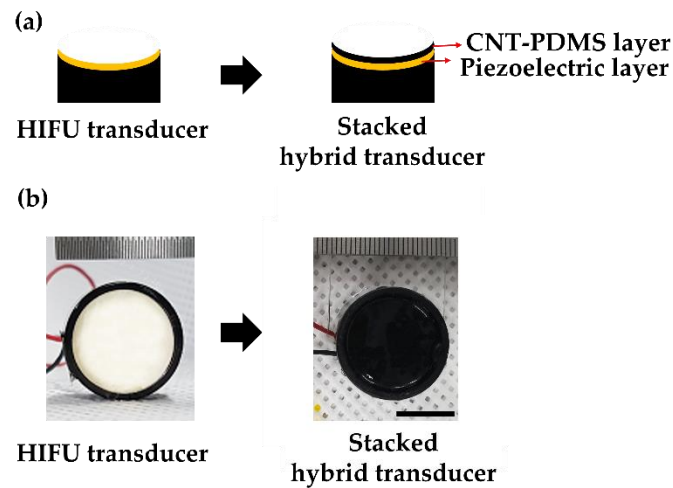 (a)
CNT-PDMS layer
Piezoelectric layer
HIFU transducer
Stacked
hybrid transducer
(b)
HIFU transducer
Stacked
hybrid transducer